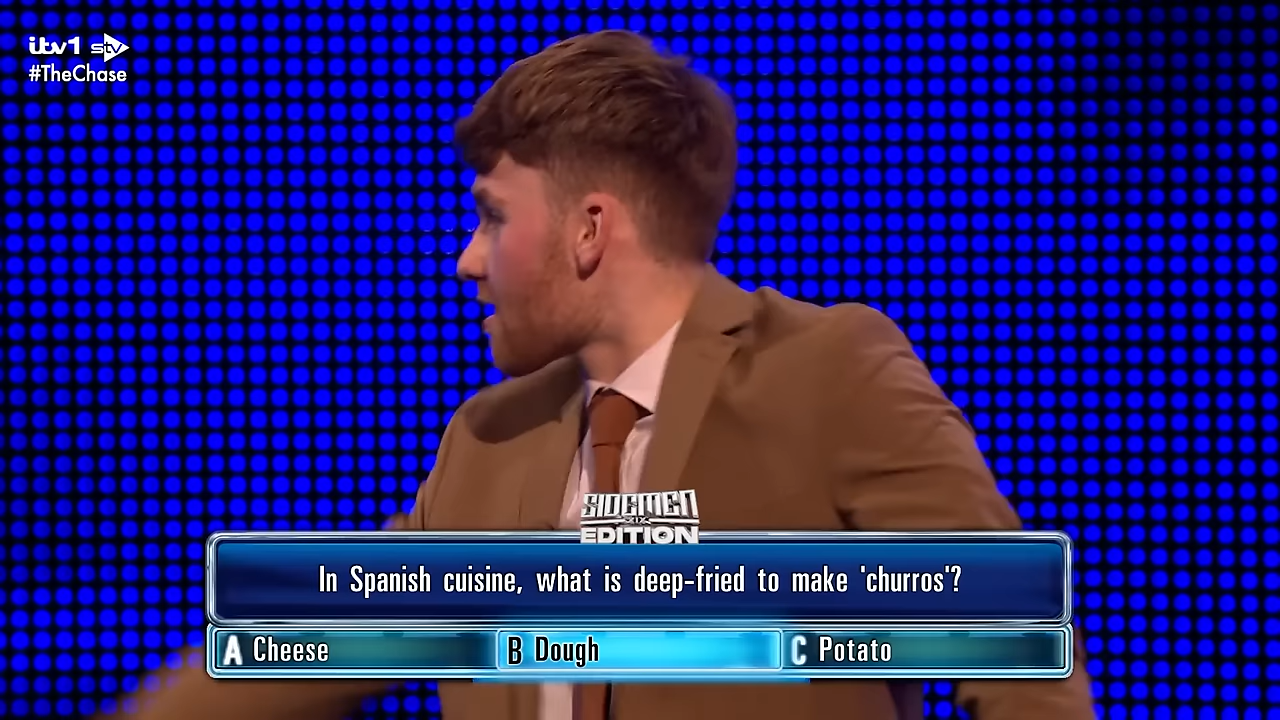 itv1 stv
#TheChase
SIDEMEN
EDITION
In Spanish cuisine, what is deep-fried to make 'churros'?
A Cheese
B Dough
C Potato